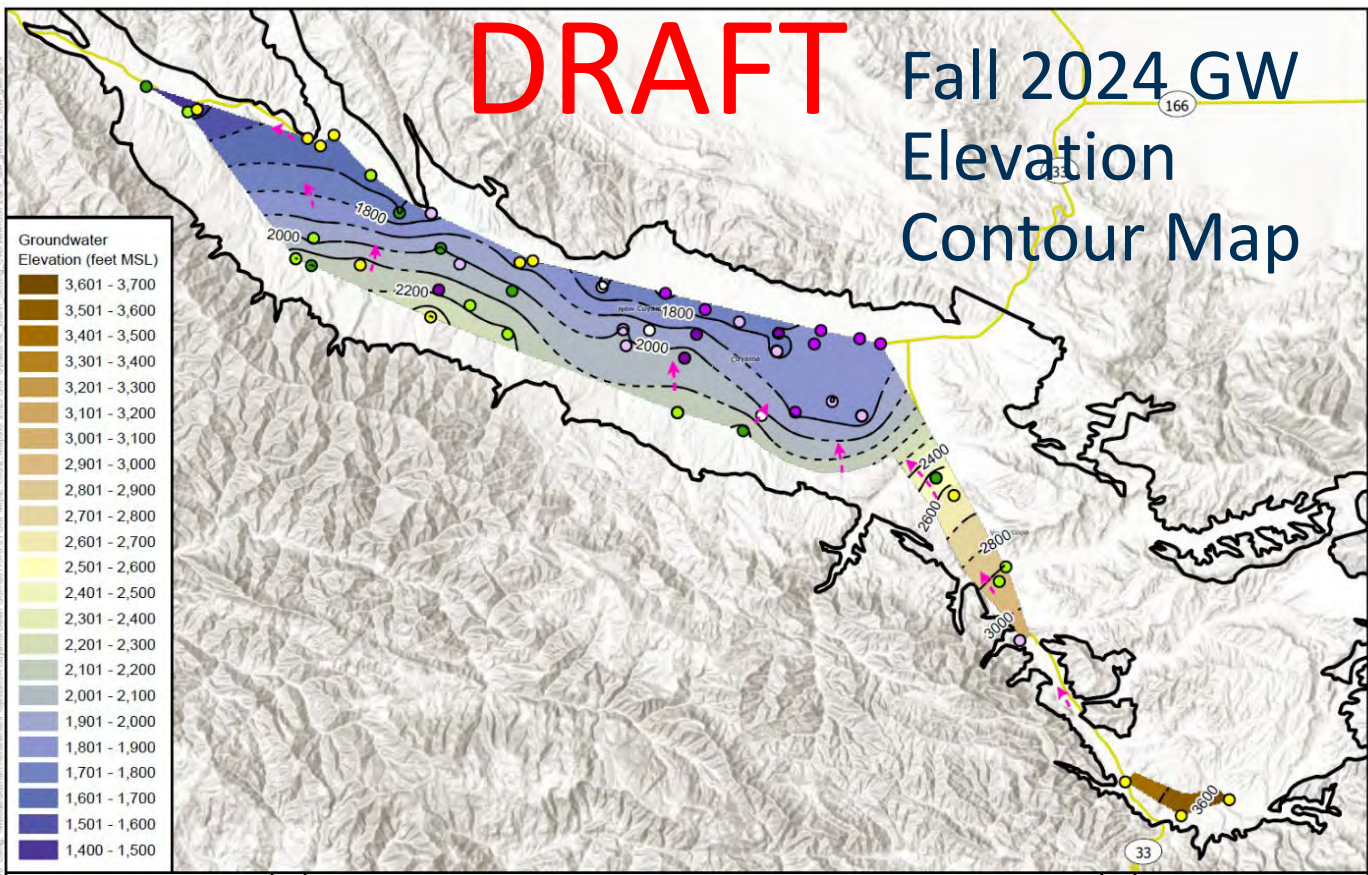 DRAFT
Fall 2024 GW
Elevation
Contour Map
166
33
1800
2000
2200
New Cuyama
1800
2000
Cuyama
2400
2600
2800
3000
3600
33
Groundwater
Elevation (feet MSL)
3,601 - 3,700
3,501 - 3,600
3,401 - 3,500
3,301 - 3,400
3,201 - 3,300
3,101 - 3,200
3,001 - 3,100
2,901 - 3,000
2,801 - 2,900
2,701 - 2,800
2,601 - 2,700
2,501 - 2,600
2,401 - 2,500
2,301 - 2,400
2,201 - 2,300
2,101 - 2,200
2,001 - 2,100
1,901 - 2,000
1,801 - 1,900
1,701 - 1,800
1,601 - 1,700
1,501 - 1,600
1,400 - 1,500